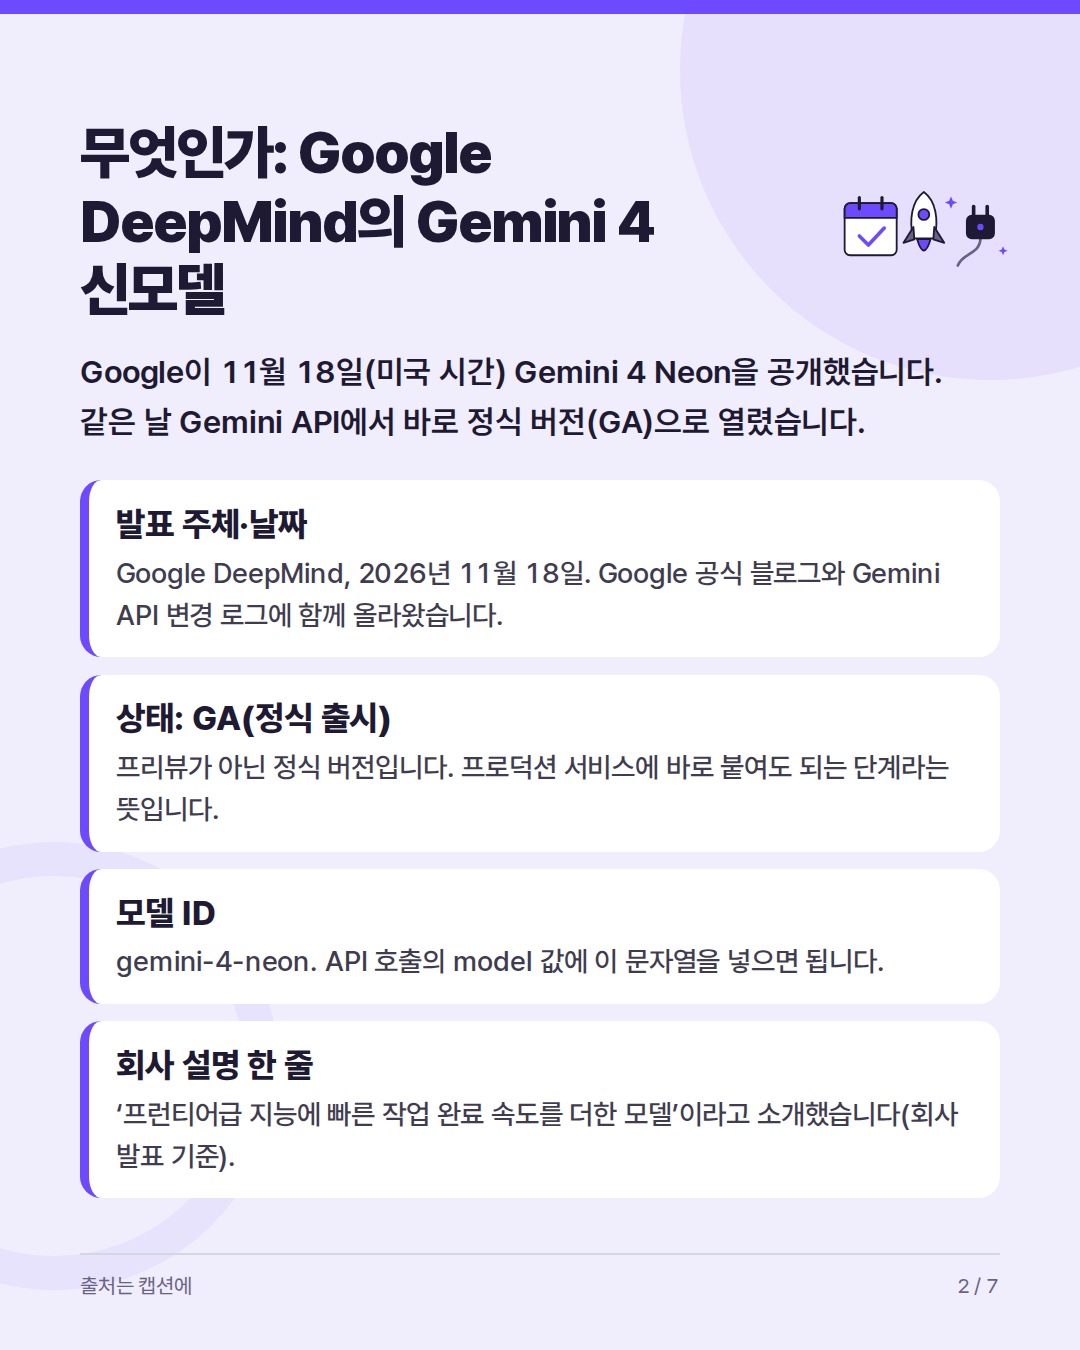 무엇인가: Google
DeepMind의 Gemini 4
신모델
Google이 11월 18일(미국 시간) Gemini 4 Neon을 공개했습니다.
같은 날 Gemini API에서 바로 정식 버전(GA)으로 열렸습니다.
발표 주체·날짜
Google DeepMind, 2026년 11월 18일. Google 공식 블로그와 Gemini
API 변경 로그에 함께 올라왔습니다.
상태: GA(정식 출시)
프리뷰가 아닌 정식 버전입니다. 프로덕션 서비스에 바로 붙여도 되는 단계라는
뜻입니다.
모델 ID
gemini-4-neon. API 호출의 model 값에 이 문자열을 넣으면 됩니다.
회사 설명 한 줄
‘프런티어급 지능에 빠른 작업 완료 속도를 더한 모델’이라고 소개했습니다(회사
발표 기준).
출처는 캡션에
2 / 7